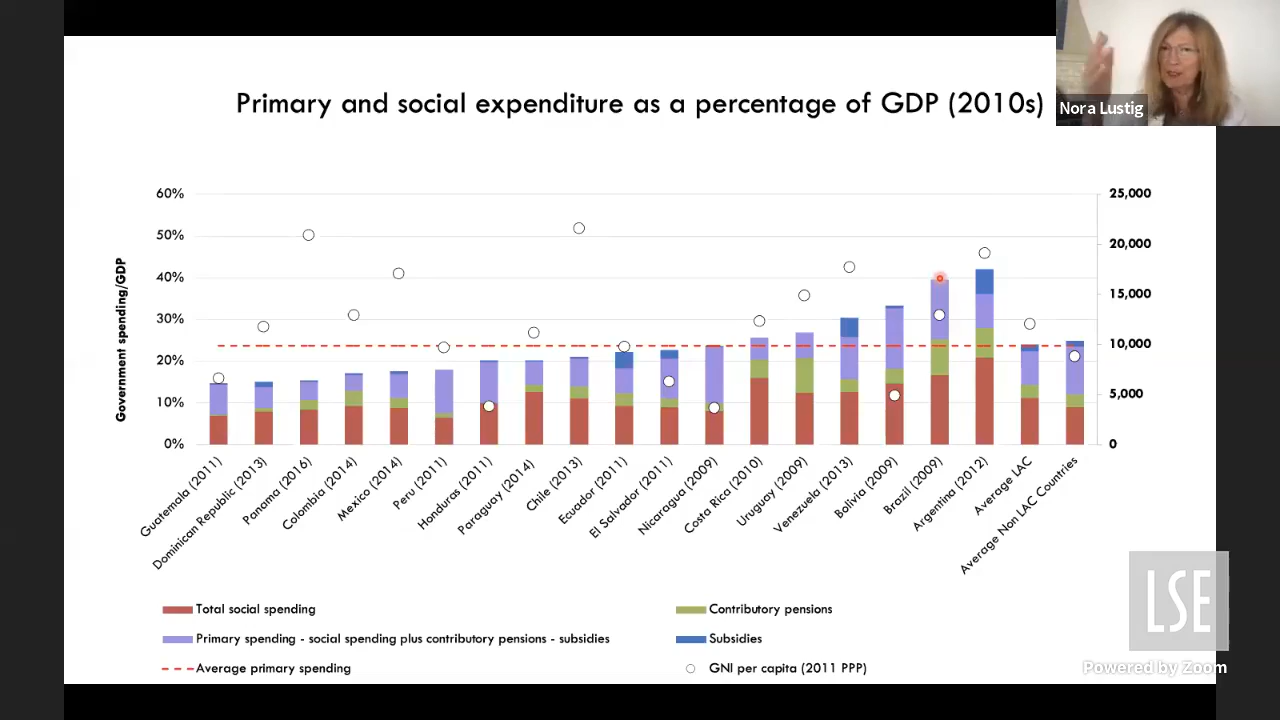 Primary and social expenditure as a percentage of GDP (2010s)
Nora Lustig
60%
50%
40%
30%
20%
10%
0%
Government spending/GDP
25,000
20,000
15,000
10,000
5,000
0
Guatemala (2011)
Dominican Republic (2013)
Panama (2016)
Colombia (2014)
Mexico (2014)
Peru (2011)
Honduras (2011)
Paraguay (2014)
Chile (2013)
Ecuador (2011)
El Salvador (2011)
Nicaragua (2009)
Costa Rica (2010)
Uruguay (2009)
Venezuela (2013)
Bolivia (2009)
Brazil (2009)
Argentina (2012)
Average LAC
Average Non LAC Countries
Total social spending
Contributory pensions
Primary spending - social spending plus contributory pensions - subsidies
Subsidies
Average primary spending
GNI per capita (2011 PPP)
LSE
Powered by Zoom